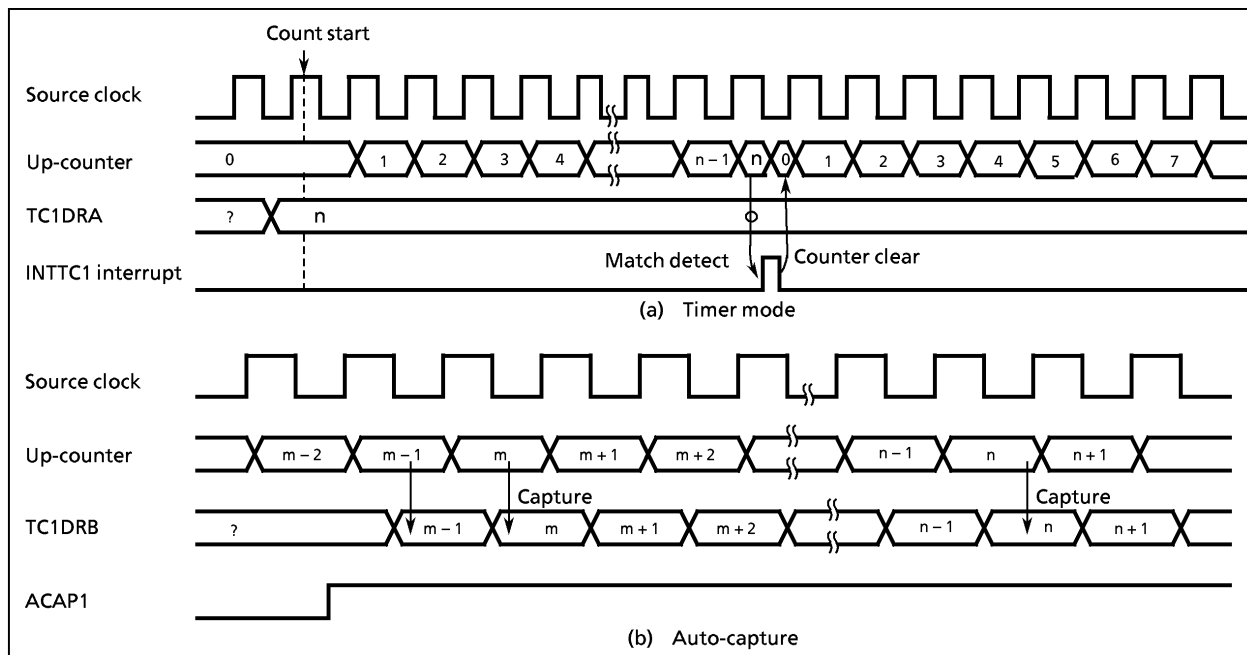 Count start
Source clock
Up-counter 0 1 2 3 4 n – 1 n 0 1 2 3 4 5 6 7
TC1DRA ? n
INTTC1 interrupt Match detect Counter clear
(a) Timer mode
Source clock
Up-counter m – 2 m – 1 m m + 1 m + 2 n – 1 n n + 1
Capture Capture
TC1DRB ? m – 1 m m + 1 m + 2 n – 1 n n + 1
ACAP1
(b) Auto-capture